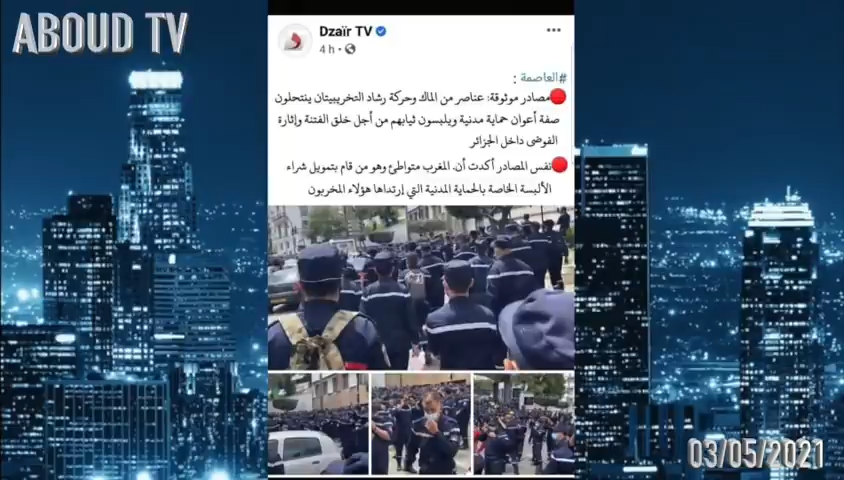 ABOUD TV
Dzaïr TV
4 h
#العاصمة :
مصادر موثوقة: عناصر من الماك وحركة رشاد التخريبيتان ينتحلون
صفة أعوان حماية مدنية ويلبسون ثيابهم من أجل خلق الفتنة وإثارة
الفوضى داخل الجزائر
نفس المصادر أكدت أن، المغرب متواطئ وهو من قام بتمويل شراء
الألبسة الخاصة بالحماية المدنية التي إرتداها هؤلاء المخربون
03/05/2021